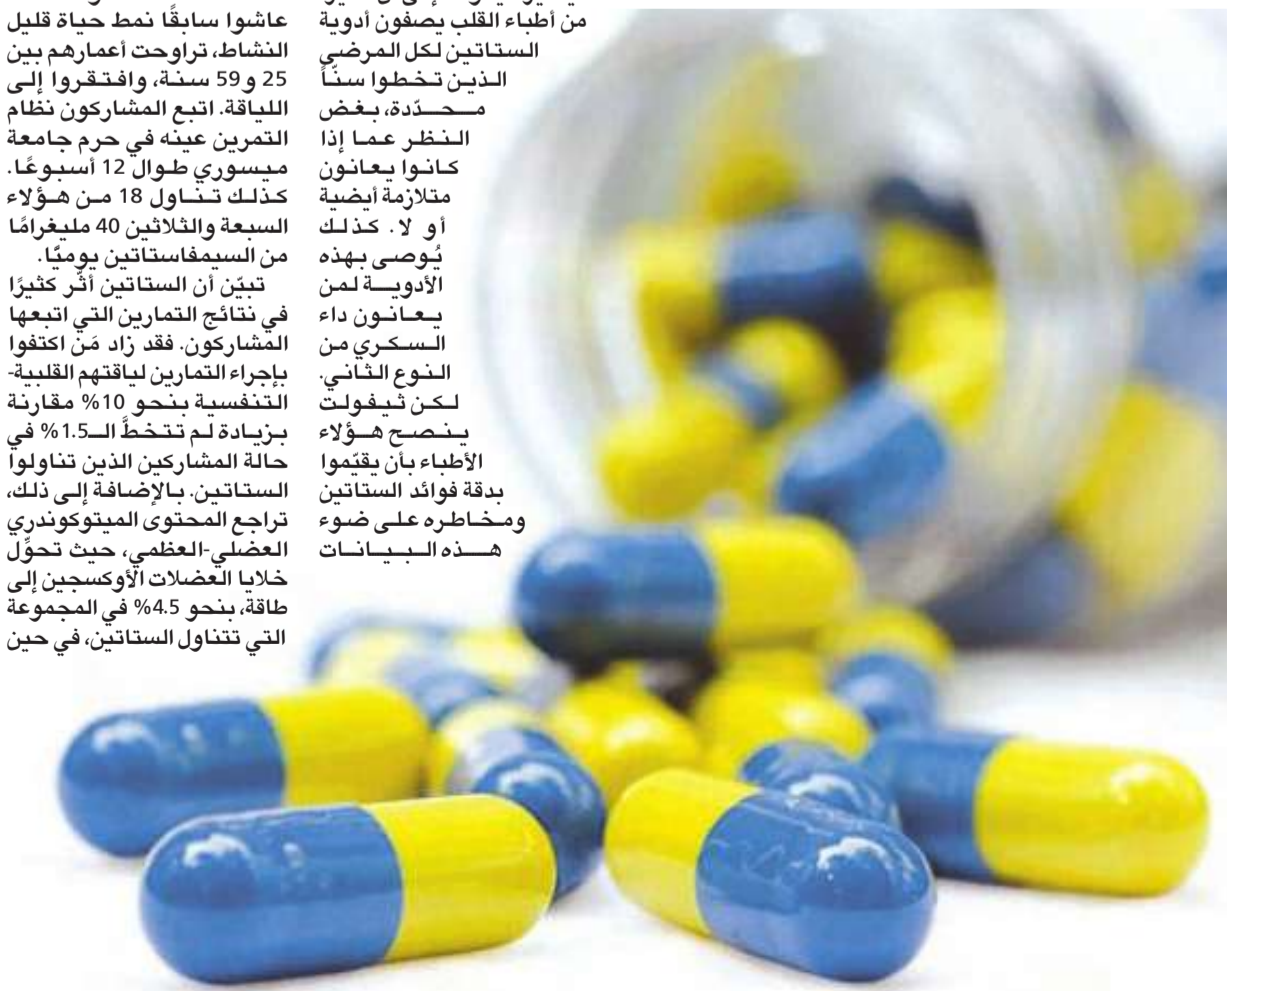 من أطباء القلب يصفون أدوية
الستاتين لكل المرضى
الذين تخطوا سنّاً
محدّدة، بغض
النظر عما إذا
كانوا يعانون
متلازمة أيضية
أو لا. كذلك
يُوصى بهذه
الأدوية لمن
يعانون داء
السكري من
النوع الثاني.
لكن ثيفولت
ينصح هؤلاء
الأطباء بأن يقيّموا
بدقة فوائد الستاتين
ومخاطره على ضوء
هذه البيانات
عاشوا سابقًا نمط حياة قليل
النشاط، تراوحت أعمارهم بين
25 و59 سنة، وافتقروا إلى
اللياقة. اتبع المشاركون نظام
التمرين عينه في حرم جامعة
ميسوري طوال 12 أسبوعًا.
كذلك تناول 18 من هؤلاء
السبعة والثلاثين 40 مليغرامًا
من السيمفاستاتين يوميًا.
تبيّن أن الستاتين أثّر كثيرًا
في نتائج التمارين التي اتبعها
المشاركون. فقد زاد مَن اكتفوا
بإجراء التمارين لياقتهم القلبية-
التنفسية بنحو 10% مقارنة
بزيادة لم تتخطَّ الـ1.5% في
حالة المشاركين الذين تناولوا
الستاتين. بالإضافة إلى ذلك،
تراجع المحتوى الميتوكوندري
العضلي-العظمي، حيث تحوِّل
خلايا العضلات الأوكسجين إلى
طاقة، بنحو 4.5% في المجموعة
التي تتناول الستاتين، في حين